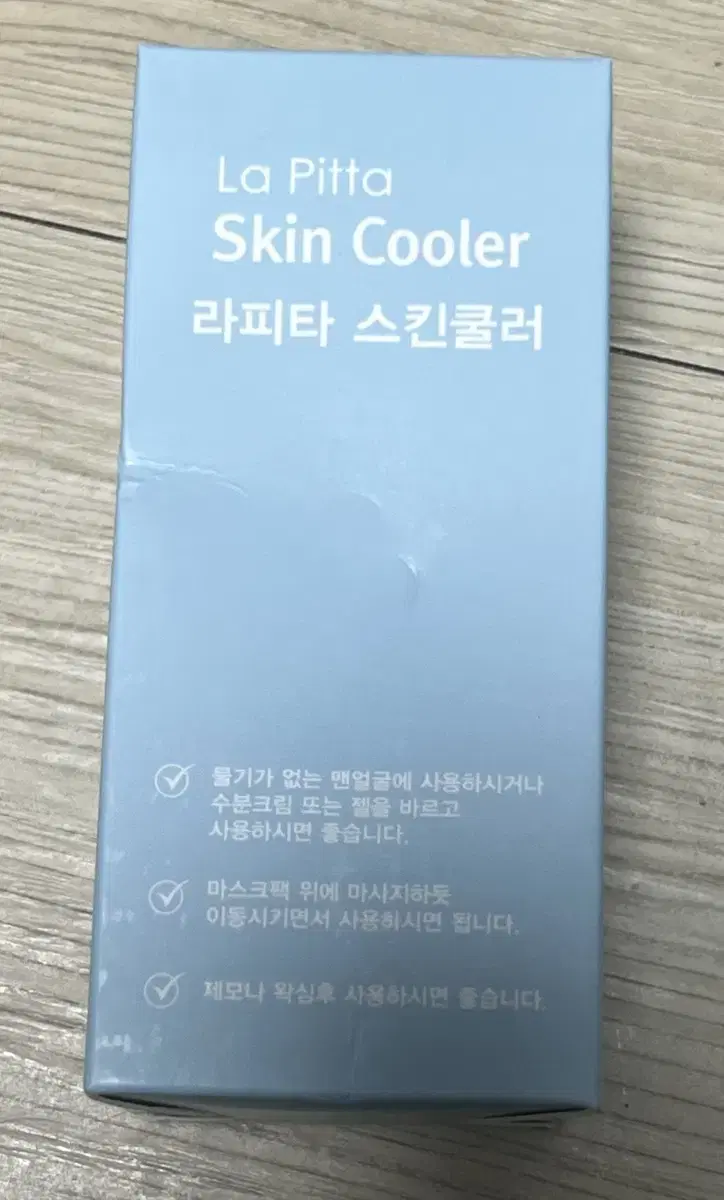 La Pitta
Skin Cooler
라피타 스킨쿨러
물기가 없는 맨얼굴에 사용하시거나
수분크림 또는 젤을 바르고
사용하시면 좋습니다.
마스크팩 위에 마사지하듯
이동시키면서 사용하시면 됩니다.
제모나 왁싱후 사용하시면 좋습니다.